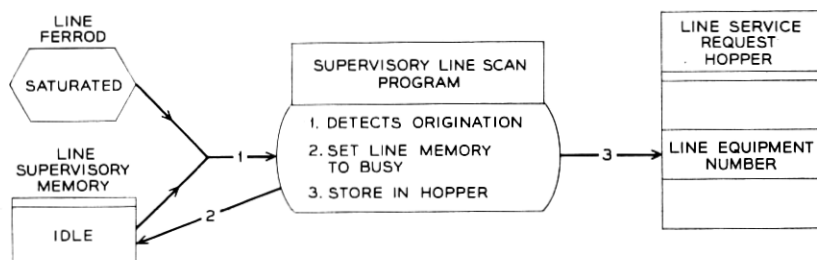 LINE
FERROD
SATURATED
LINE
SUPERVISORY
MEMORY
IDLE
1
2
SUPERVISORY LINE SCAN
PROGRAM
1. DETECTS ORIGINATION
2. SET LINE MEMORY
TO BUSY
3. STORE IN HOPPER
3
LINE SERVICE
REQUEST
HOPPER
LINE EQUIPMENT
NUMBER